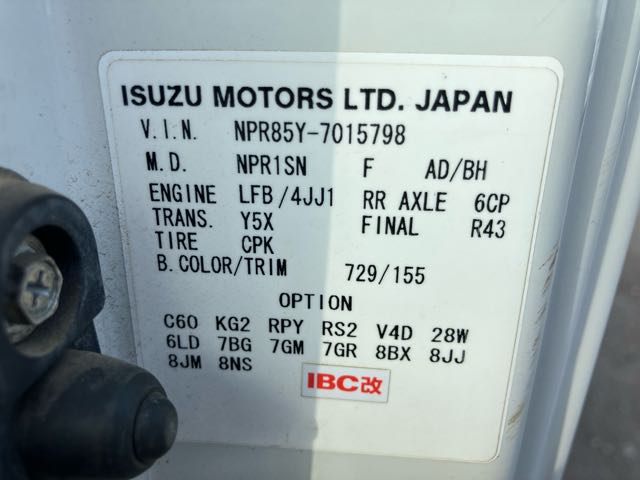 ISUZU MOTORS LTD. JAPAN
V.I.N. NPR85Y-7015798
M.D. NPR1SN F AD/BH
ENGINE LFB/4JJ1 RR AXLE 6CP
TRANS. Y5X FINAL R43
TIRE CPK
B.COLOR/TRIM 729/155
OPTION
C60 KG2 RPY RS2 V4D 28W
6LD 7BG 7GM 7GR 8BX 8JJ
8JM 8NS
IBC改